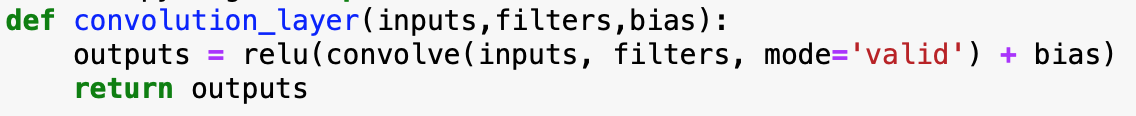 def convolution_layer(inputs,filters,bias):
    outputs = relu(convolve(inputs, filters, mode='valid') + bias)
    return outputs